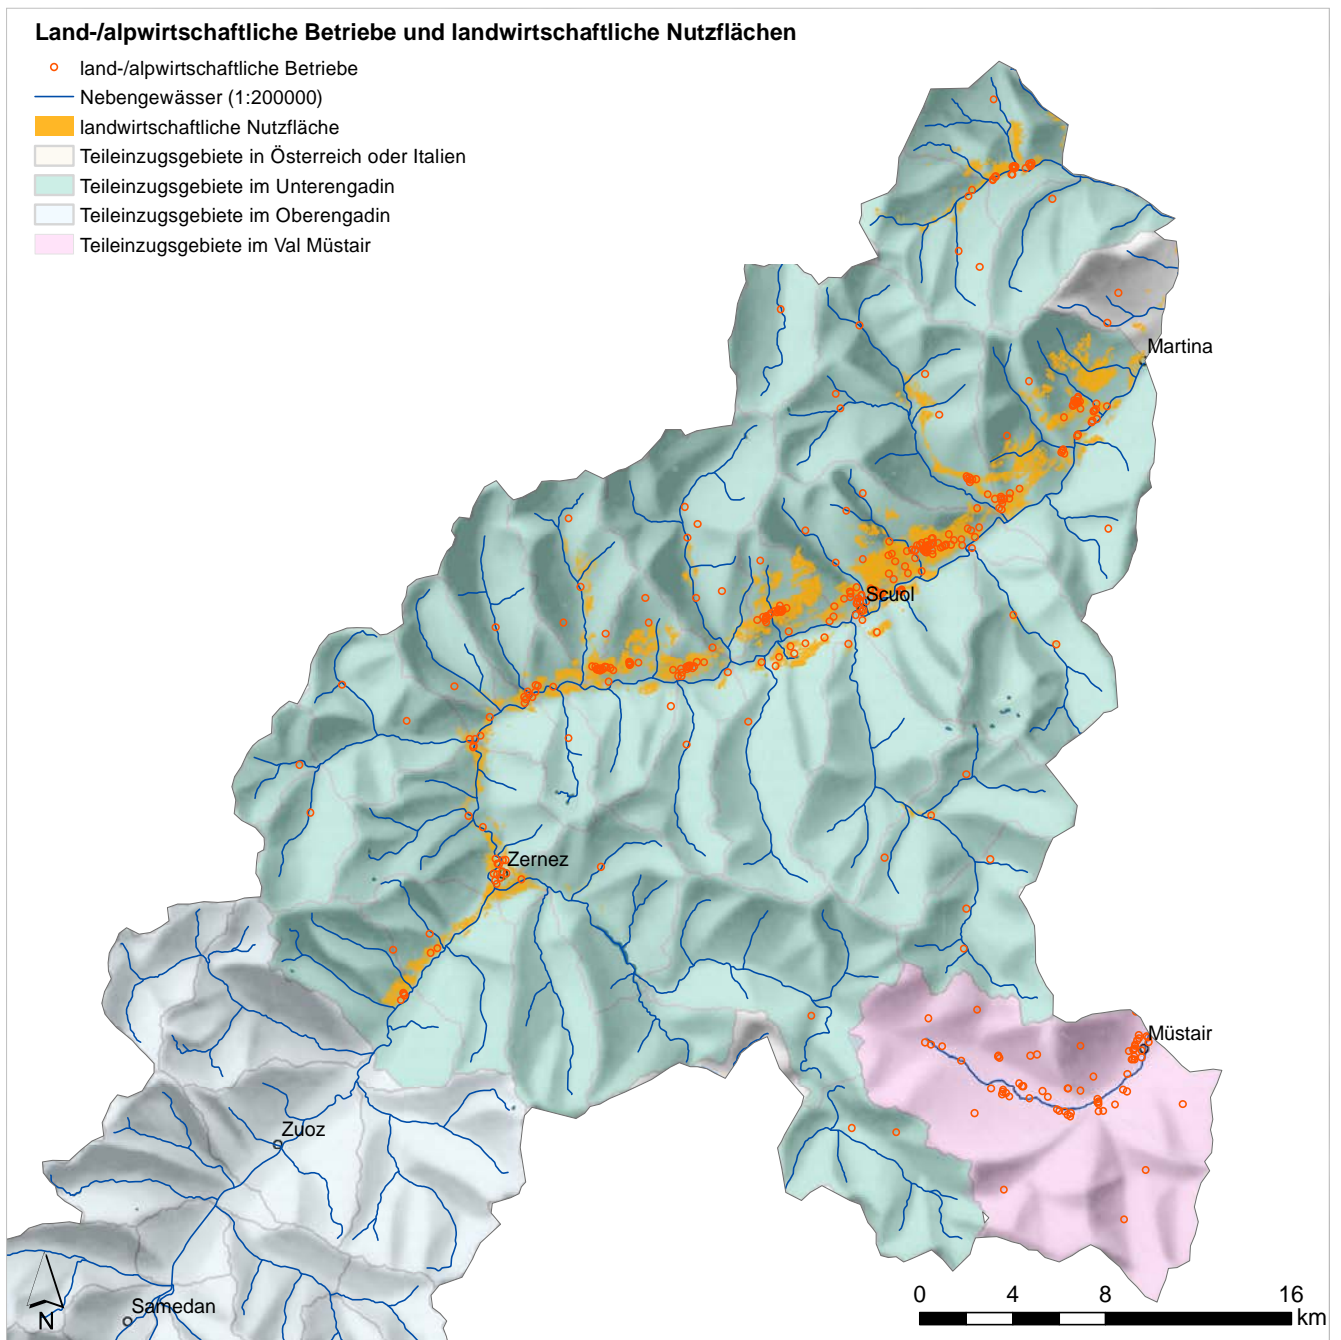 Land-/alpwirtschaftliche Betriebe und landwirtschaftliche Nutzflächen
land-/alpwirtschaftliche Betriebe
Nebengewässer (1:200000)
landwirtschaftliche Nutzfläche
Teileinzugsgebiete in Österreich oder Italien
Teileinzugsgebiete im Unterengadin
Teileinzugsgebiete im Oberengadin
Teileinzugsgebiete im Val Müstair
Martina
Scuol
Zernez
Müstair
Zuoz
Samedan
N
0 4 8 16
km